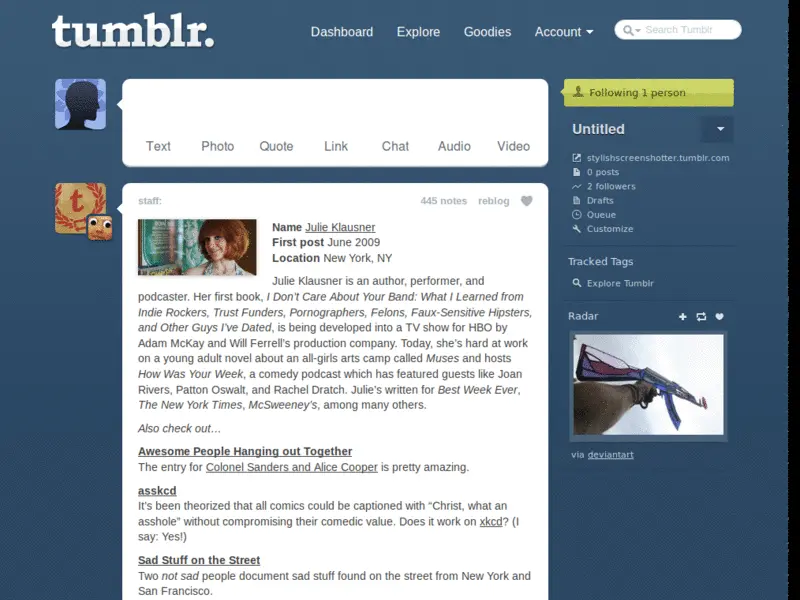 tumblr.
Dashboard Explore Goodies Account Search Tumblr
Following 1 person
Text Photo Quote Link Chat Audio Video
Untitled
stylishscreenshotter.tumblr.com
0 posts
2 followers
Drafts
Queue
Customize
Tracked Tags
Explore Tumblr
Radar
via deviantart
staff: 445 notes reblog
t
Name Julie Klausner
First post June 2009
Location New York, NY
Julie Klausner is an author, performer, and
podcaster. Her first book, I Don't Care About Your Band: What I Learned from
Indie Rockers, Trust Funders, Pornographers, Felons, Faux-Sensitive Hipsters,
and Other Guys I've Dated, is being developed into a TV show for HBO by
Adam McKay and Will Ferrell's production company. Today, she's hard at work
on a young adult novel about an all-girls arts camp called Muses and hosts
How Was Your Week, a comedy podcast which has featured guests like Joan
Rivers, Patton Oswalt, and Rachel Dratch. Julie's written for Best Week Ever,
The New York Times, McSweeney's, among many others.
Also check out…
Awesome People Hanging out Together
The entry for Colonel Sanders and Alice Cooper is pretty amazing.
asskcd
It's been theorized that all comics could be captioned with “Christ, what an
asshole” without compromising their comedic value. Does it work on xkcd? (I
say: Yes!)
Sad Stuff on the Street
Two not sad people document sad stuff found on the street from New York and
San Francisco.